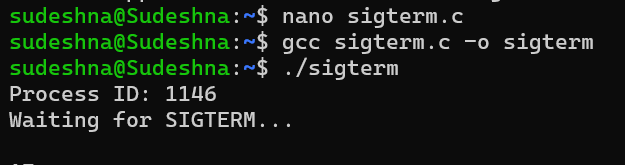 sudeshna@Sudeshna:~$ nano sigterm.c
sudeshna@Sudeshna:~$ gcc sigterm.c -o sigterm
sudeshna@Sudeshna:~$ ./sigterm
Process ID: 1146
Waiting for SIGTERM...